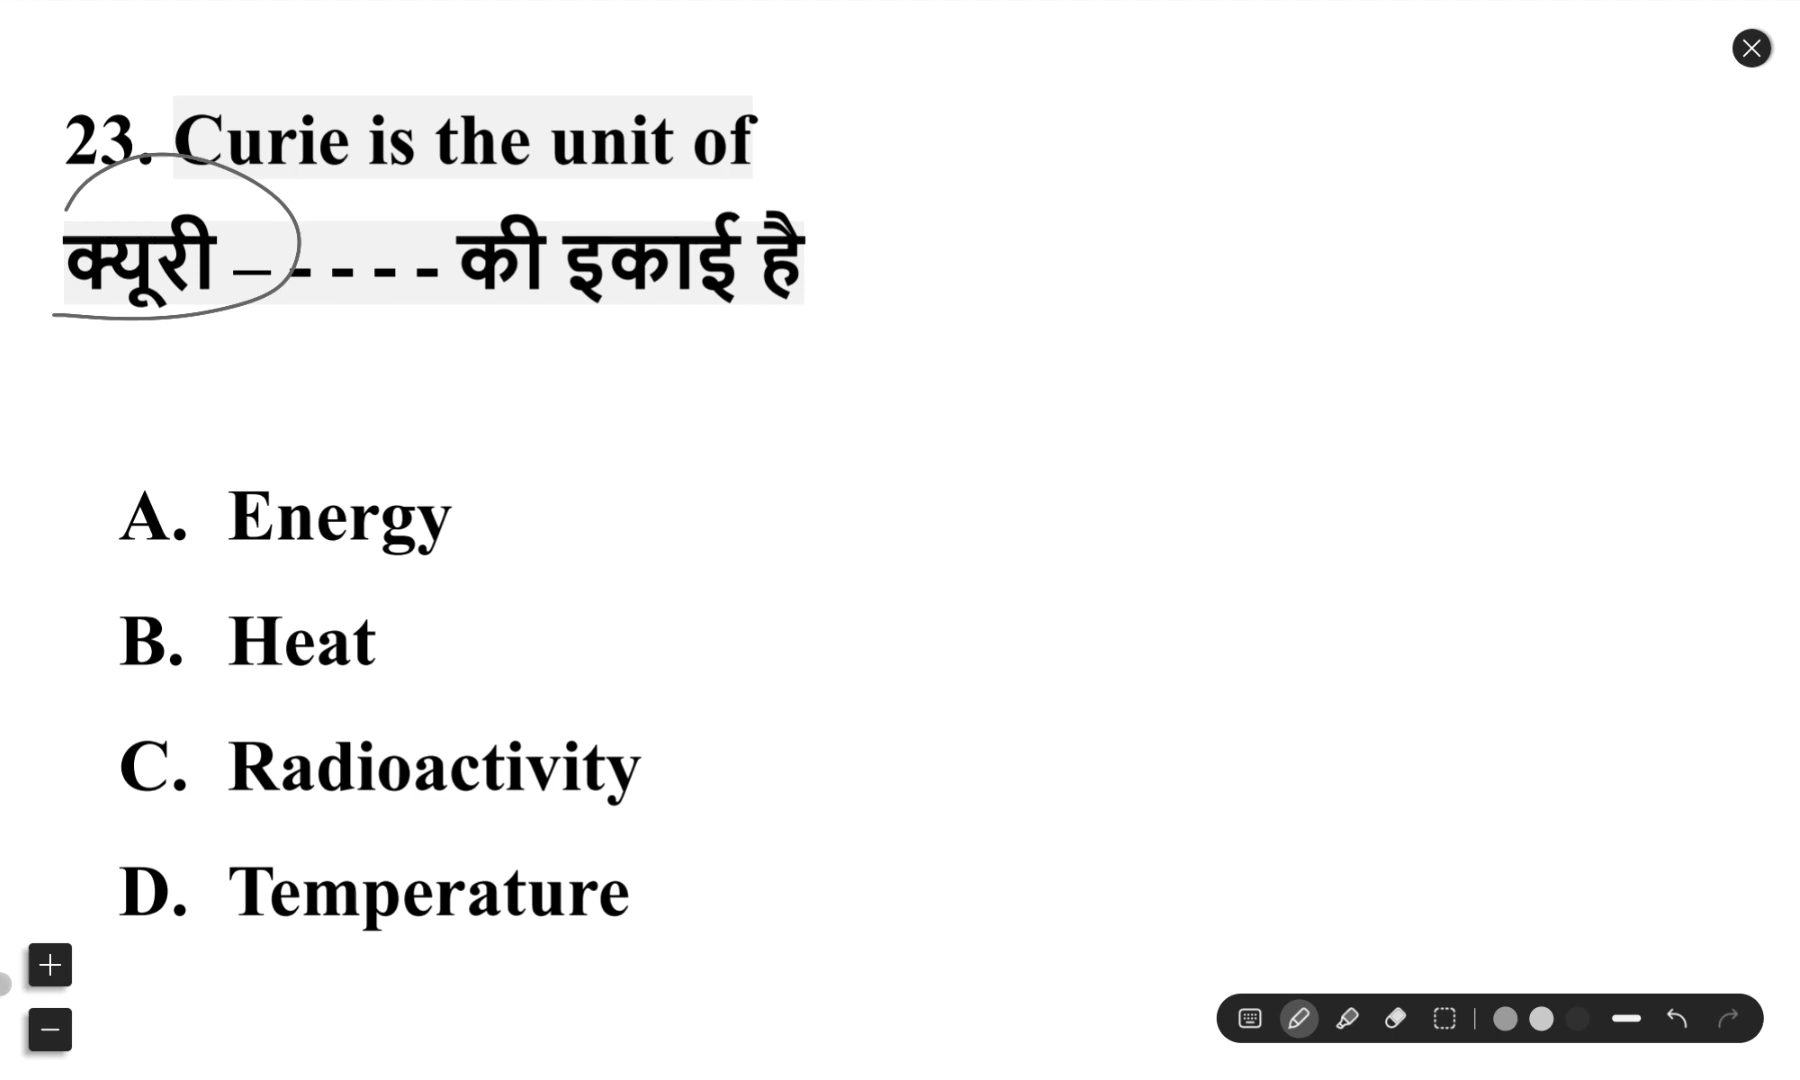 23. Curie is the unit of
क्यूरी – - - - - की इकाई है
A. Energy
B. Heat
C. Radioactivity
D. Temperature